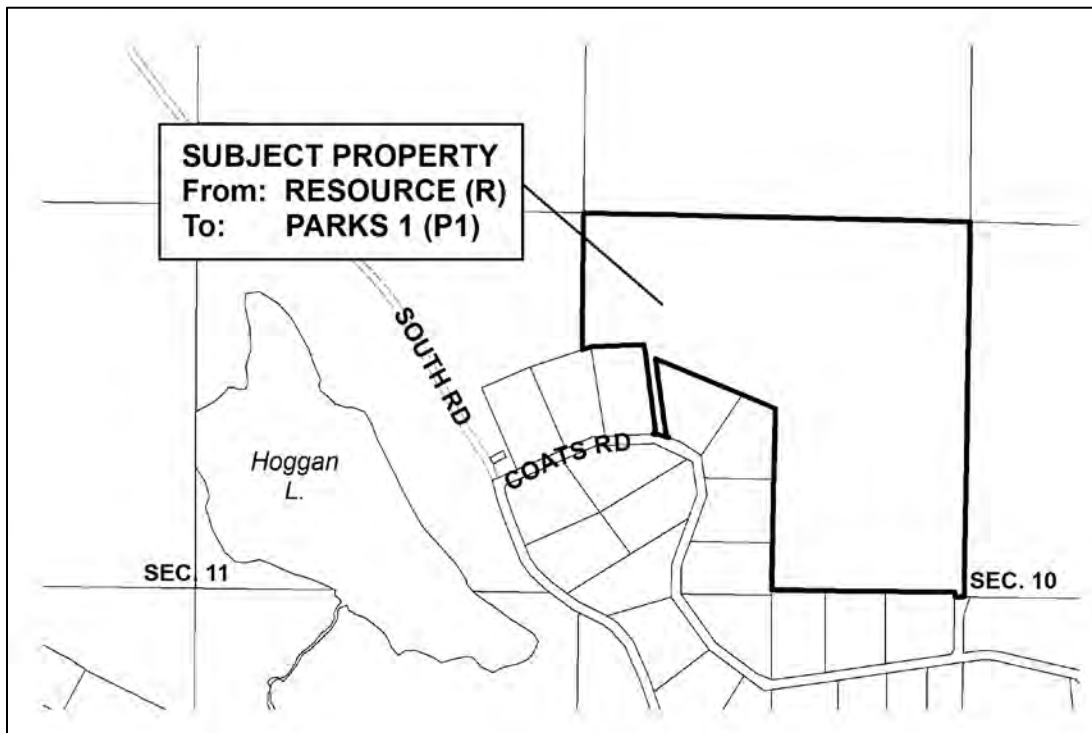 SUBJECT PROPERTY
From: RESOURCE (R)
To: PARKS 1 (P1)
SOUTH RD
COATS RD
Hoggan
L.
SEC. 11
SEC. 10